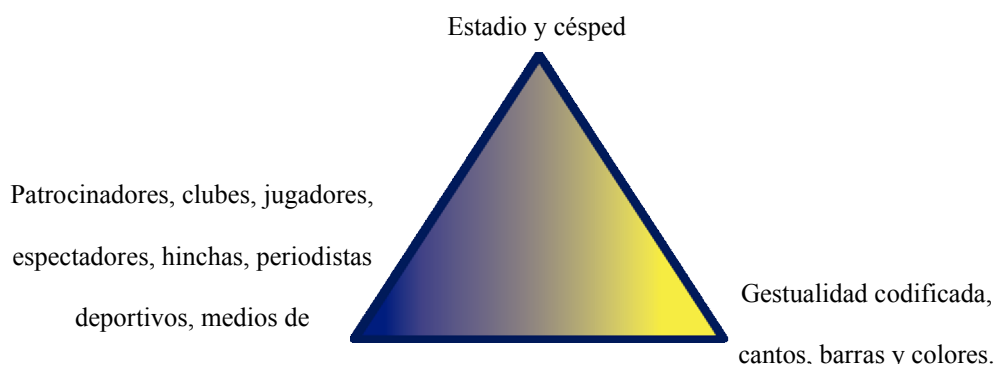 Estadio y césped
Patrocinadores, clubes, jugadores,
espectadores, hinchas, periodistas
deportivos, medios de
Gestualidad codificada,
cantos, barras y colores.